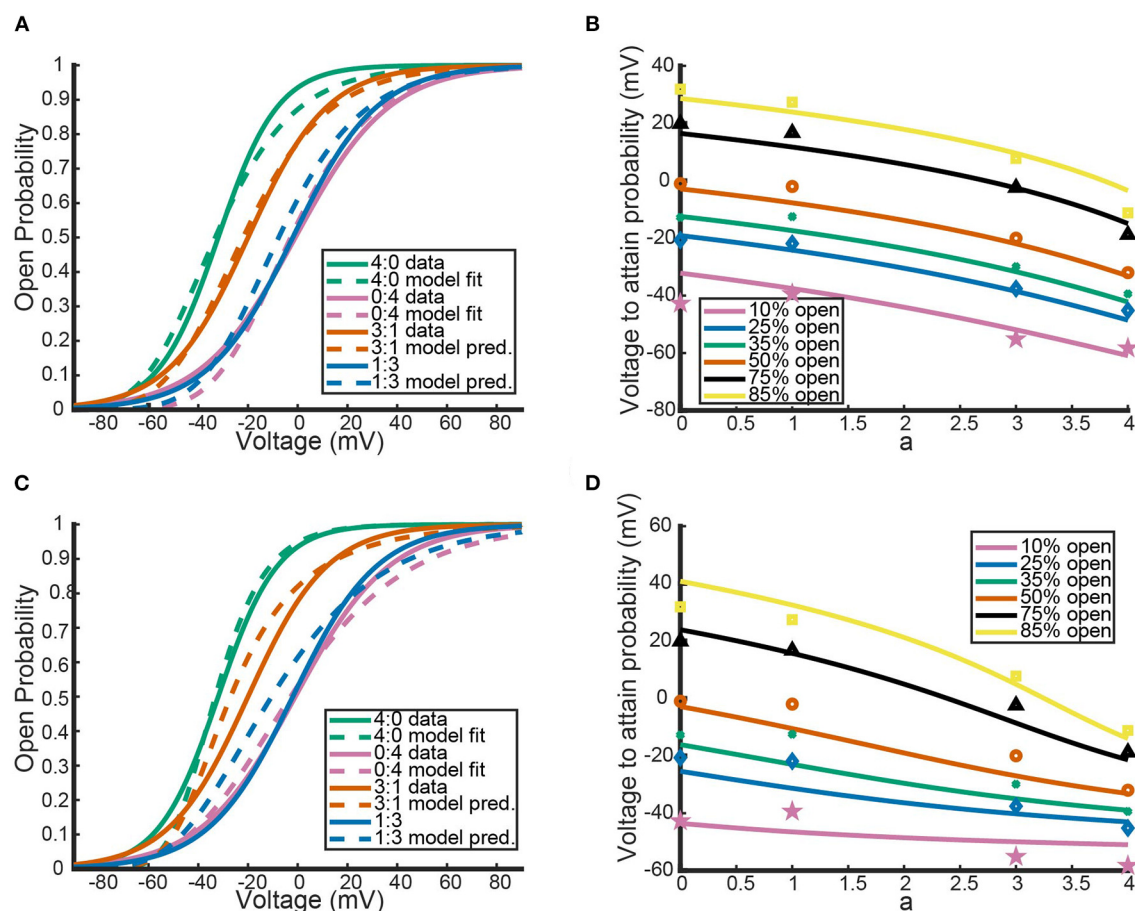 A
1
0.9
0.8
0.7
0.6
0.5
0.4
0.3
0.2
0.1
0
Open Probability
-80 -60 -40 -20 0 20 40 60 80
Voltage (mV)
4:0 data
4:0 model fit
0:4 data
0:4 model fit
3:1 data
3:1 model pred.
1:3
1:3 model pred.
B
40
20
0
-20
-40
-60
-80
Voltage to attain probability (mV)
0 0.5 1 1.5 2 2.5 3 3.5 4
a
10% open
25% open
35% open
50% open
75% open
85% open
C
1
0.9
0.8
0.7
0.6
0.5
0.4
0.3
0.2
0.1
0
Open Probability
-80 -60 -40 -20 0 20 40 60 80
Voltage (mV)
4:0 data
4:0 model fit
0:4 data
0:4 model fit
3:1 data
3:1 model pred.
1:3
1:3 model pred.
D
60
40
20
0
-20
-40
-60
Voltage to attain probability (mV)
0 0.5 1 1.5 2 2.5 3 3.5 4
a
10% open
25% open
35% open
50% open
75% open
85% open